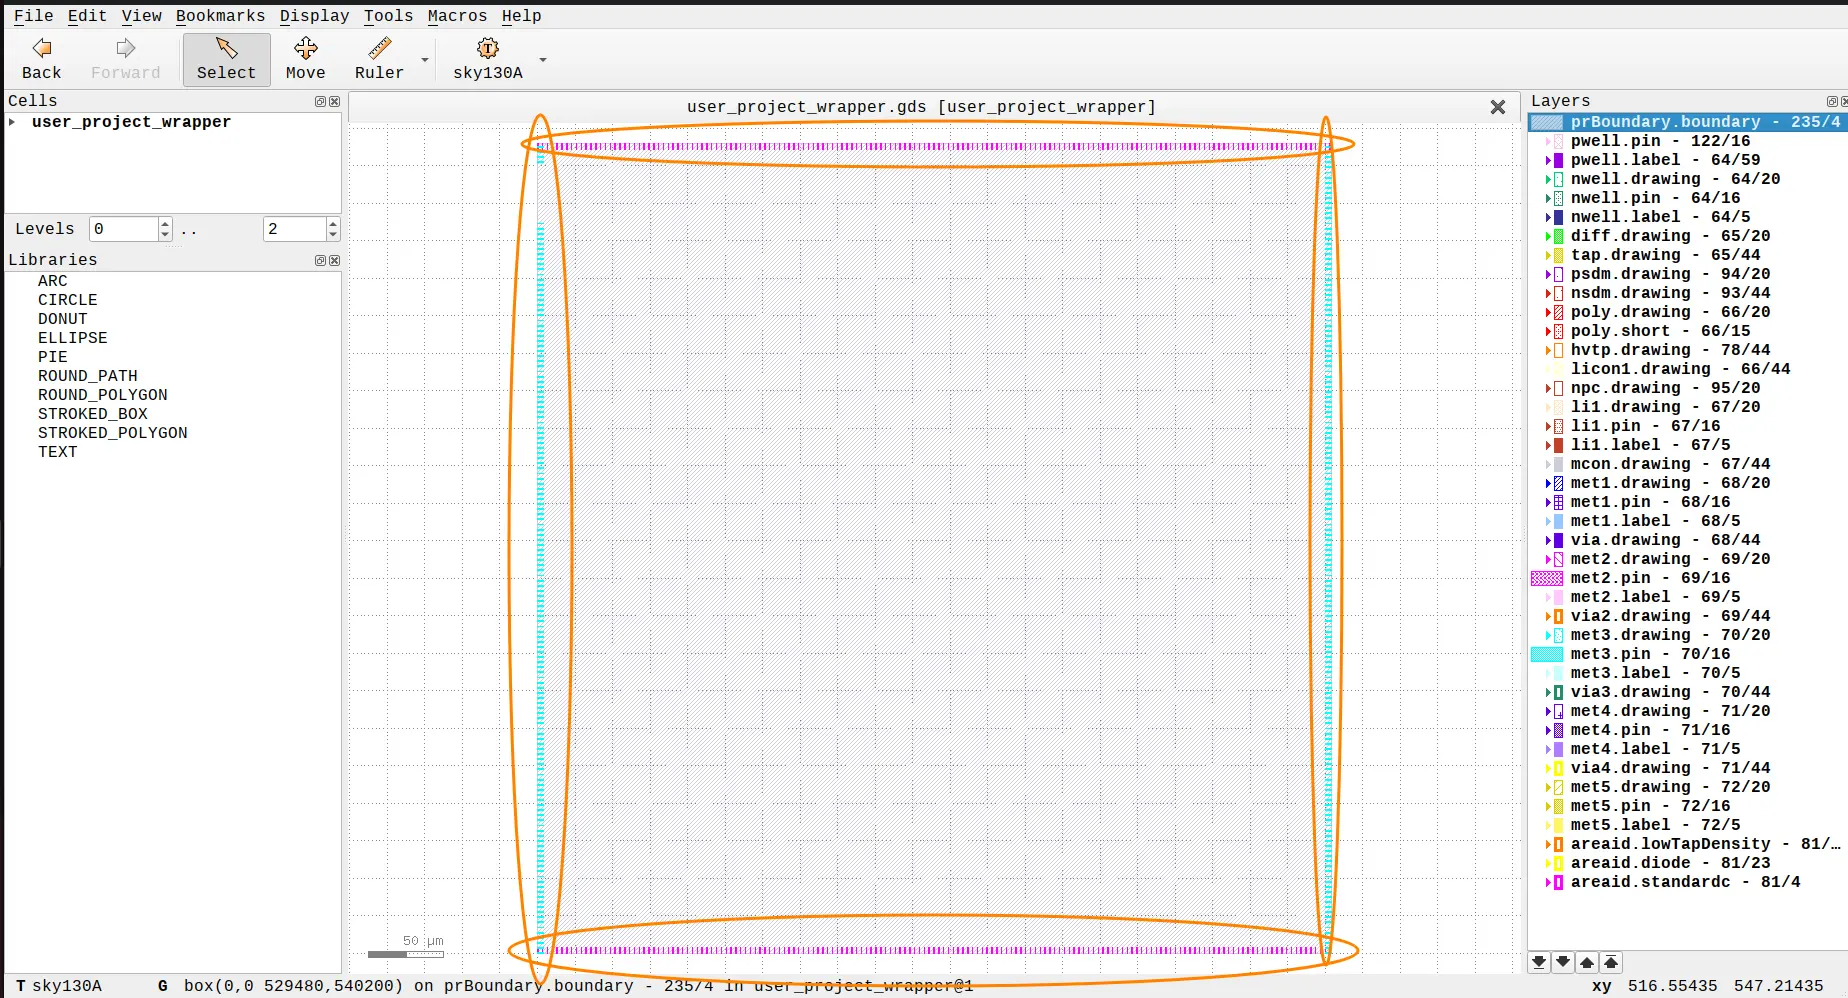 File Edit View Bookmarks Display Tools Macros Help
Back Forward Select Move Ruler T sky130A
Cells
user_project_wrapper
Levels 0 .. 2
Libraries
ARC
CIRCLE
DONUT
ELLIPSE
PIE
ROUND_PATH
ROUND_POLYGON
STROKED_BOX
STROKED_POLYGON
TEXT
user_project_wrapper.gds [user_project_wrapper]
50 µm
Layers
prBoundary.boundary - 235/4
pwell.pin - 122/16
pwell.label - 64/59
nwell.drawing - 64/20
nwell.pin - 64/16
nwell.label - 64/5
diff.drawing - 65/20
tap.drawing - 65/44
psdm.drawing - 94/20
nsdm.drawing - 93/44
poly.drawing - 66/20
poly.short - 66/15
hvtp.drawing - 78/44
licon1.drawing - 66/44
npc.drawing - 95/20
li1.drawing - 67/20
li1.pin - 67/16
li1.label - 67/5
mcon.drawing - 67/44
met1.drawing - 68/20
met1.pin - 68/16
met1.label - 68/5
via.drawing - 68/44
met2.drawing - 69/20
met2.pin - 69/16
met2.label - 69/5
via2.drawing - 69/44
met3.drawing - 70/20
met3.pin - 70/16
met3.label - 70/5
via3.drawing - 70/44
met4.drawing - 71/20
met4.pin - 71/16
met4.label - 71/5
via4.drawing - 71/44
met5.drawing - 72/20
met5.pin - 72/16
met5.label - 72/5
areaid.lowTapDensity - 81/…
areaid.diode - 81/23
areaid.standardc - 81/4
T sky130A G box(0,0 529480,540200) on prBoundary.boundary - 235/4 in user_project_wrapper@1 xy 516.55435 547.21435